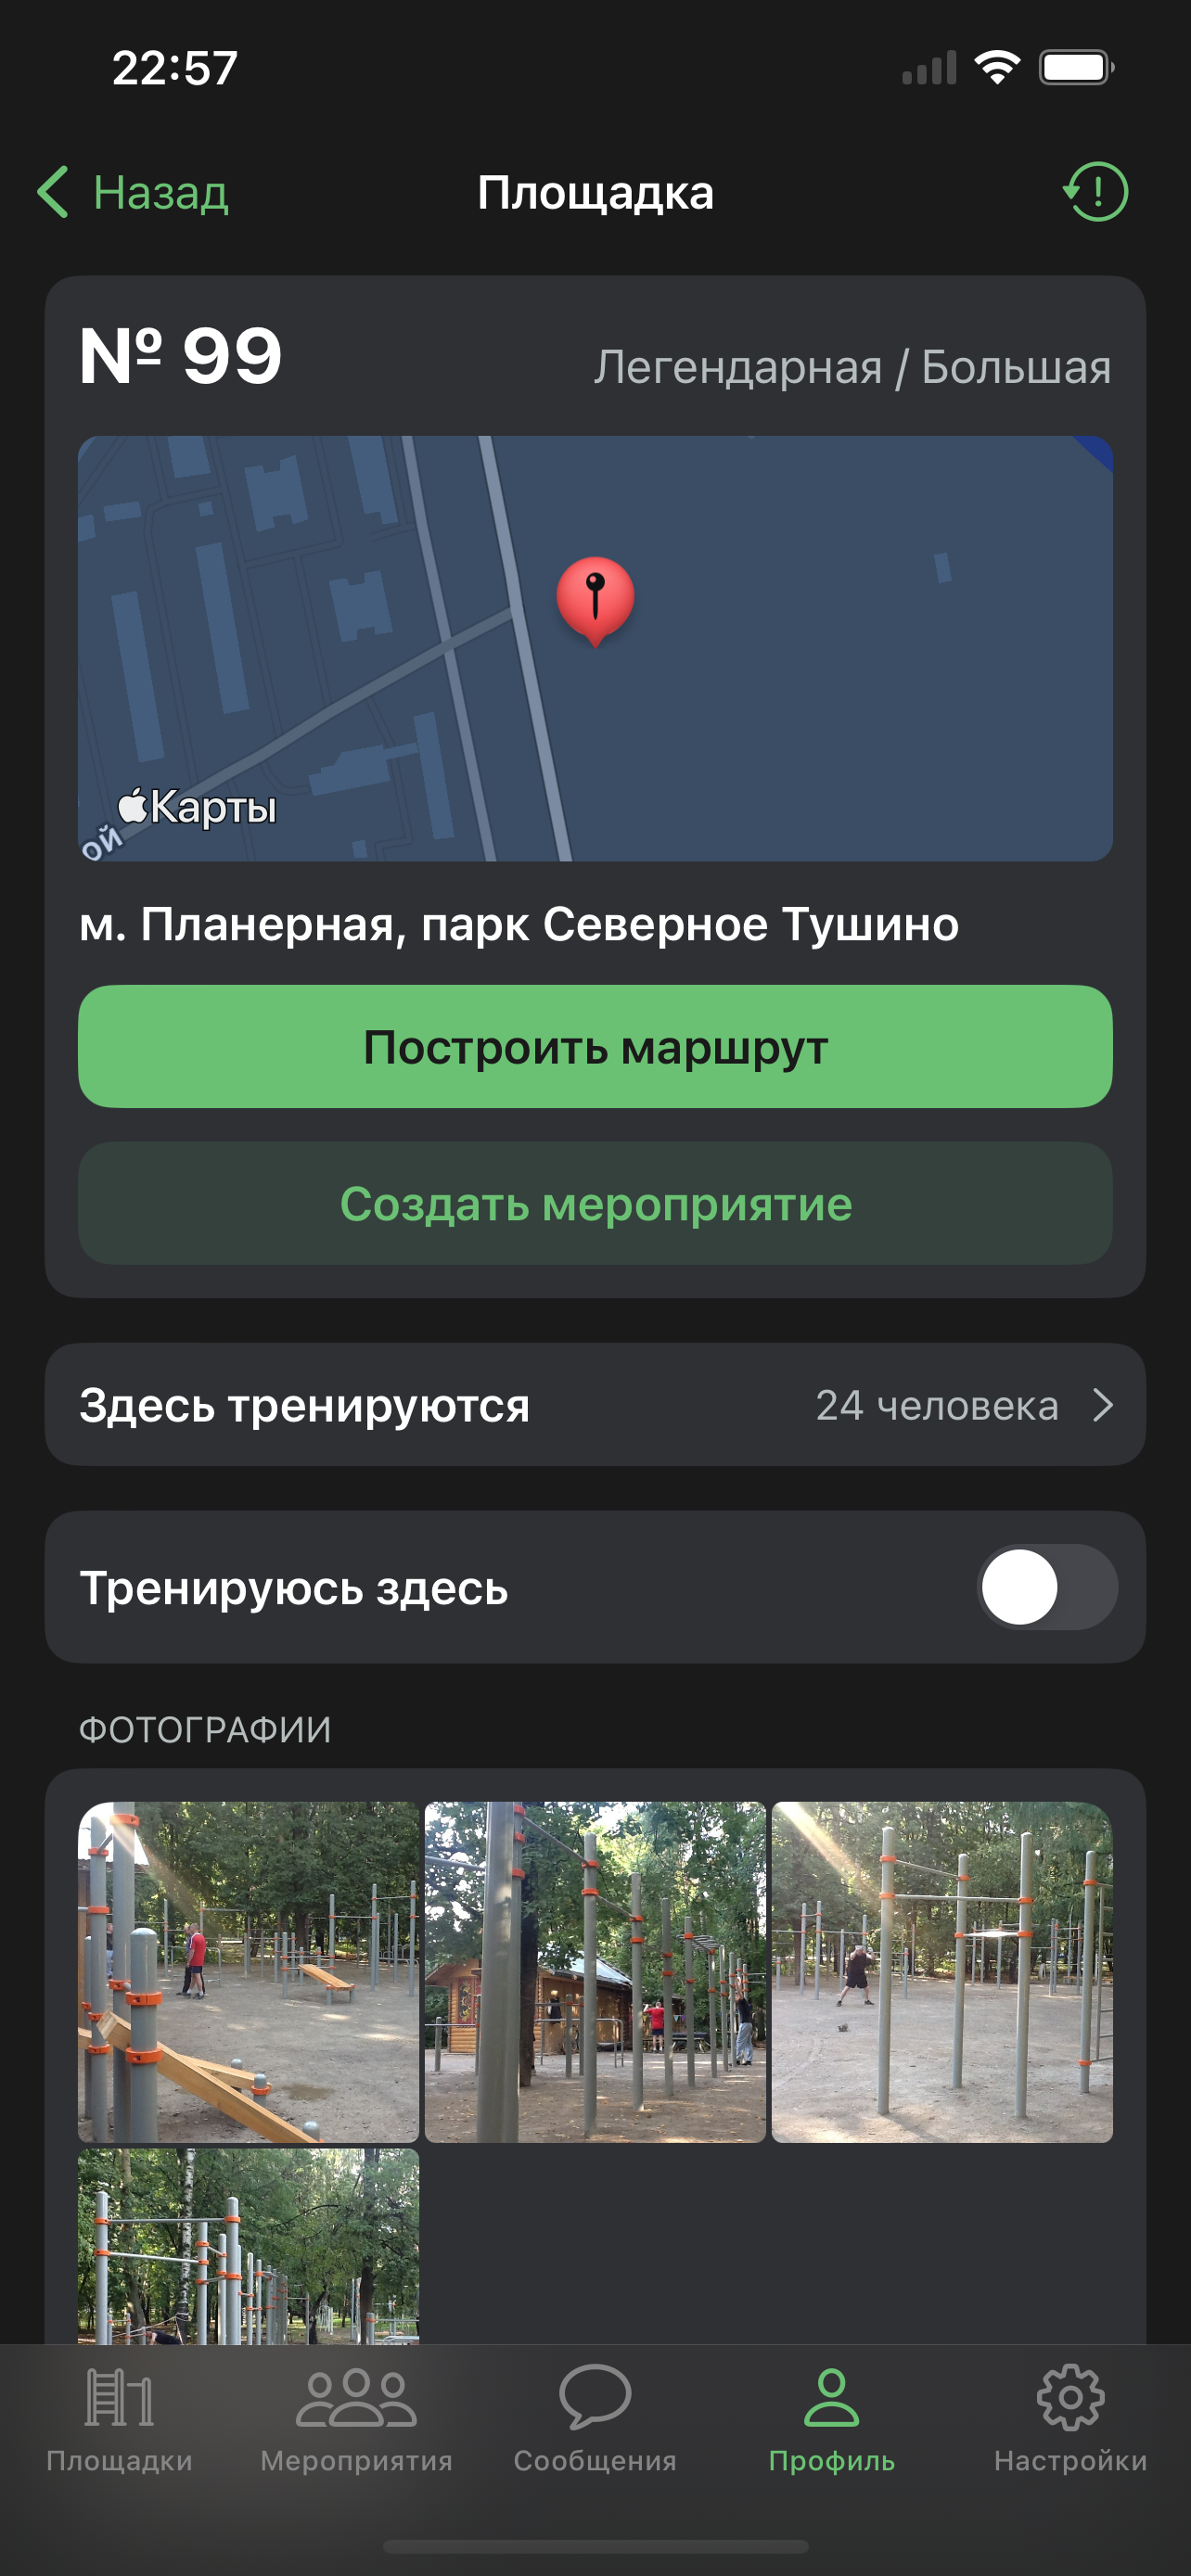 22:57
Назад
Площадка
№ 99
Легендарная / Большая
ой
Карты
м. Планерная, парк Северное Тушино
Построить маршрут
Создать мероприятие
Здесь тренируются
24 человека
Тренируюсь здесь
ФОТОГРАФИИ
Площадки
Мероприятия
Сообщения
Профиль
Настройки